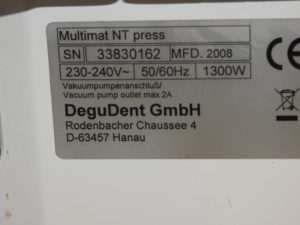 Multimat NT press
SN 33830162 MFD. 2008
230-240V~ 50/60Hz 1300W
Vakuumpumpenanschluß/
Vacuum pump outlet max.2A
DeguDent GmbH
Rodenbacher Chaussee 4
D-63457 Hanau
CE